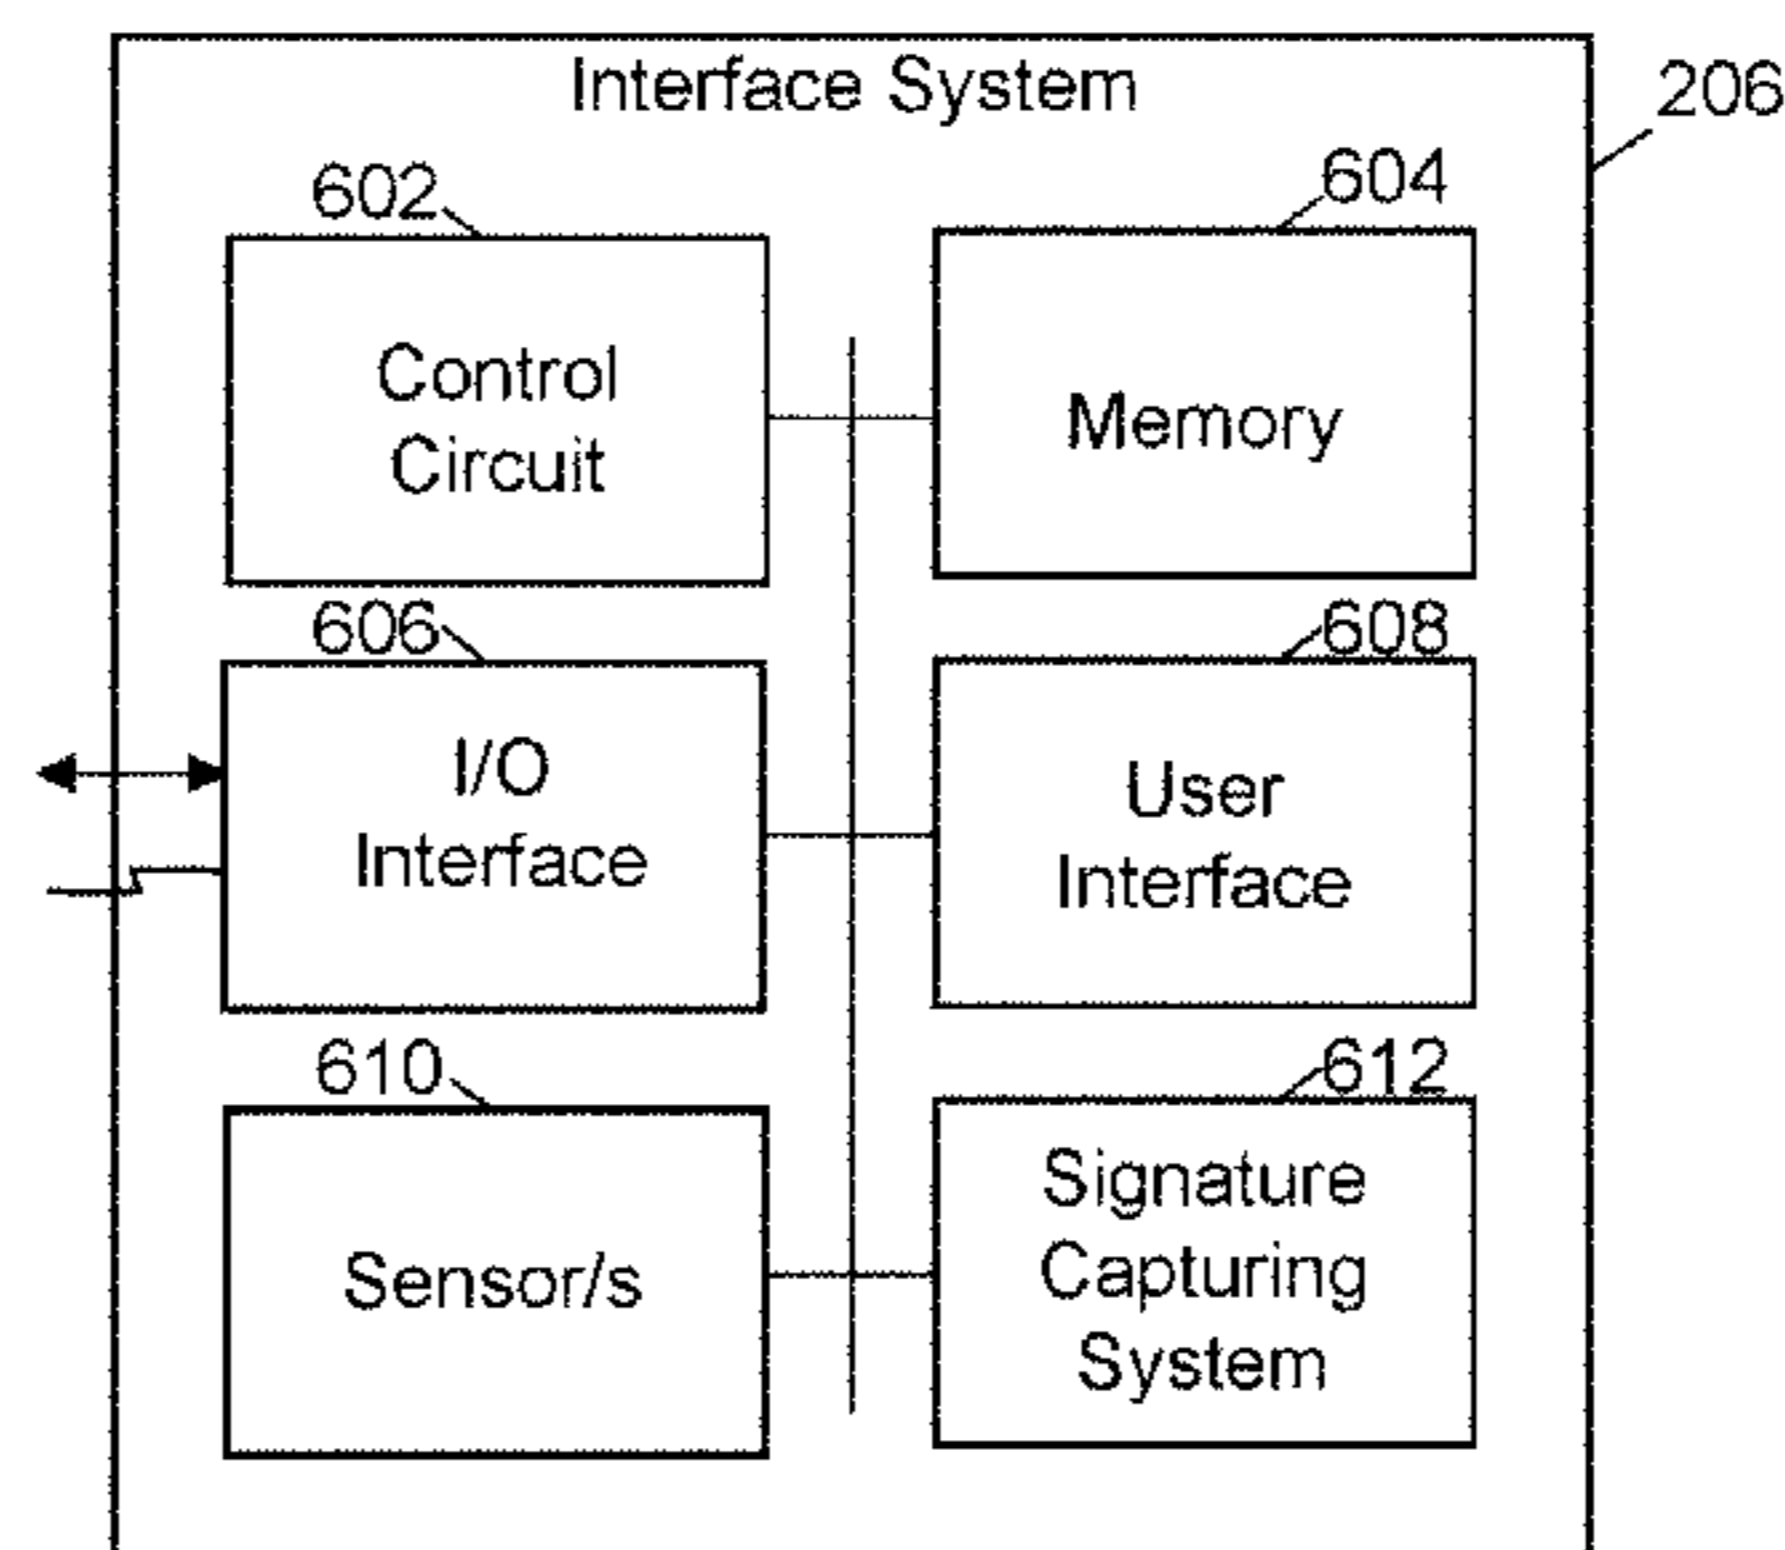 Interface System
206
602
604
Control
Circuit
Memory
606
608
I/O
Interface
User
Interface
610
612
Sensor/s
Signature
Capturing
System